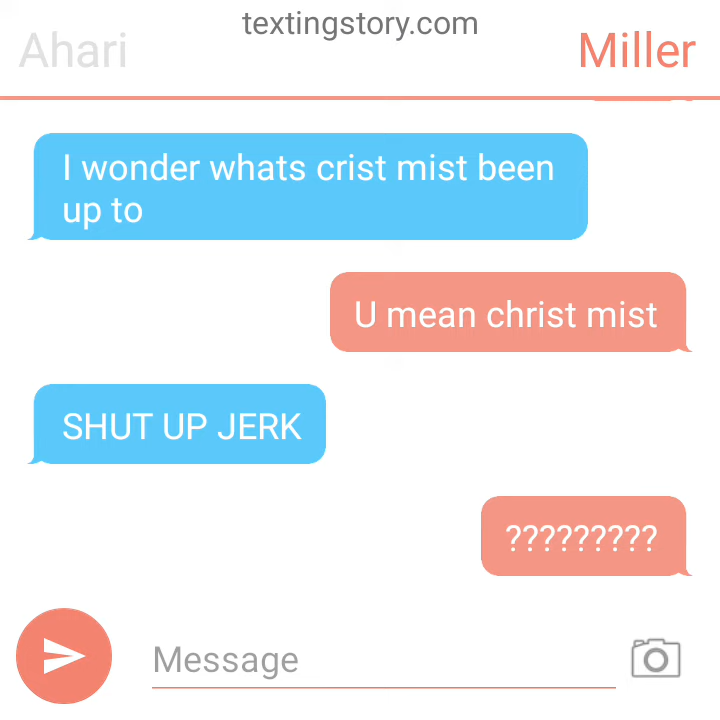 textingstory.com
Ahari
Miller
I wonder whats crist mist been
up to
U mean christ mist
SHUT UP JERK
?????????
Message